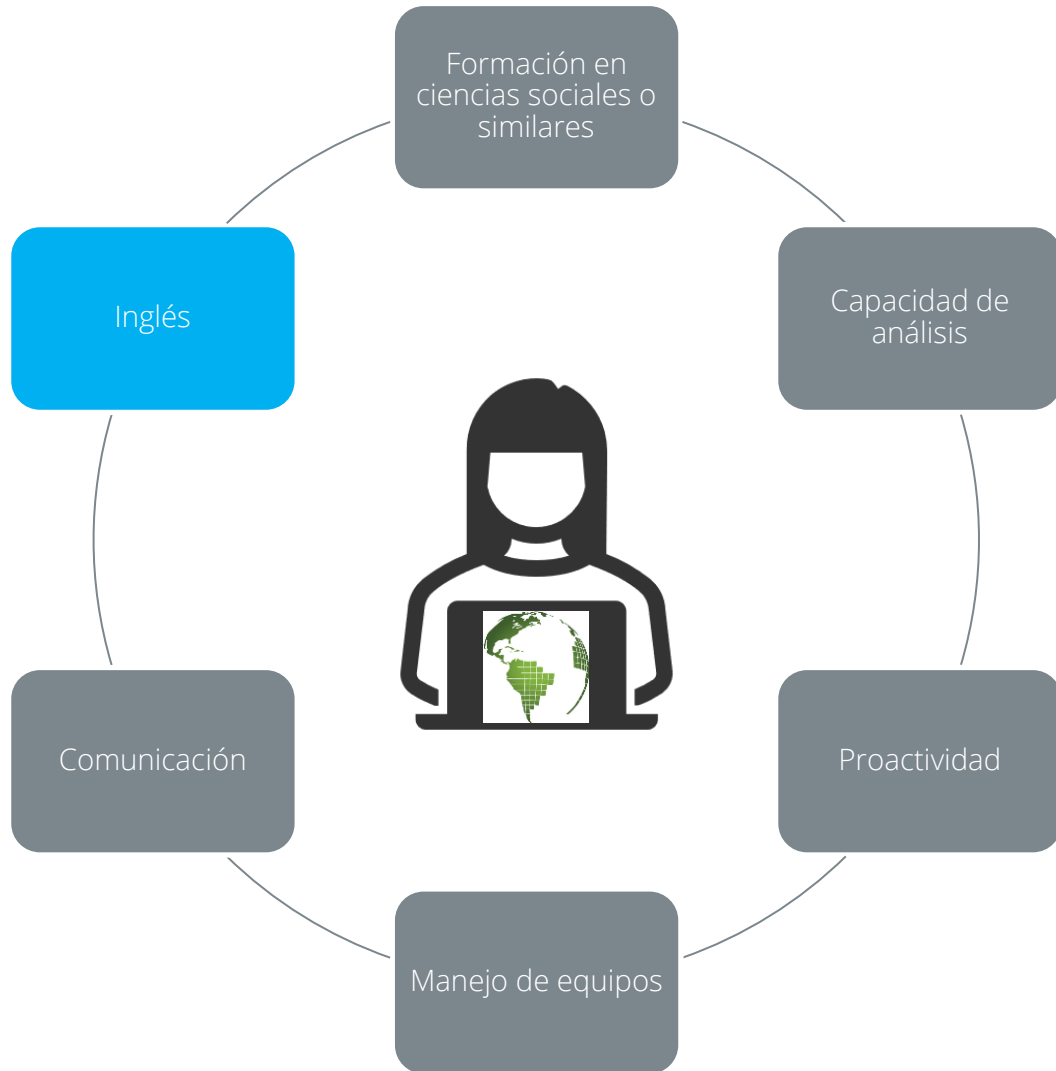 Formación en
ciencias sociales o
similares
Capacidad de
análisis
Proactividad
Manejo de equipos
Comunicación
Inglés